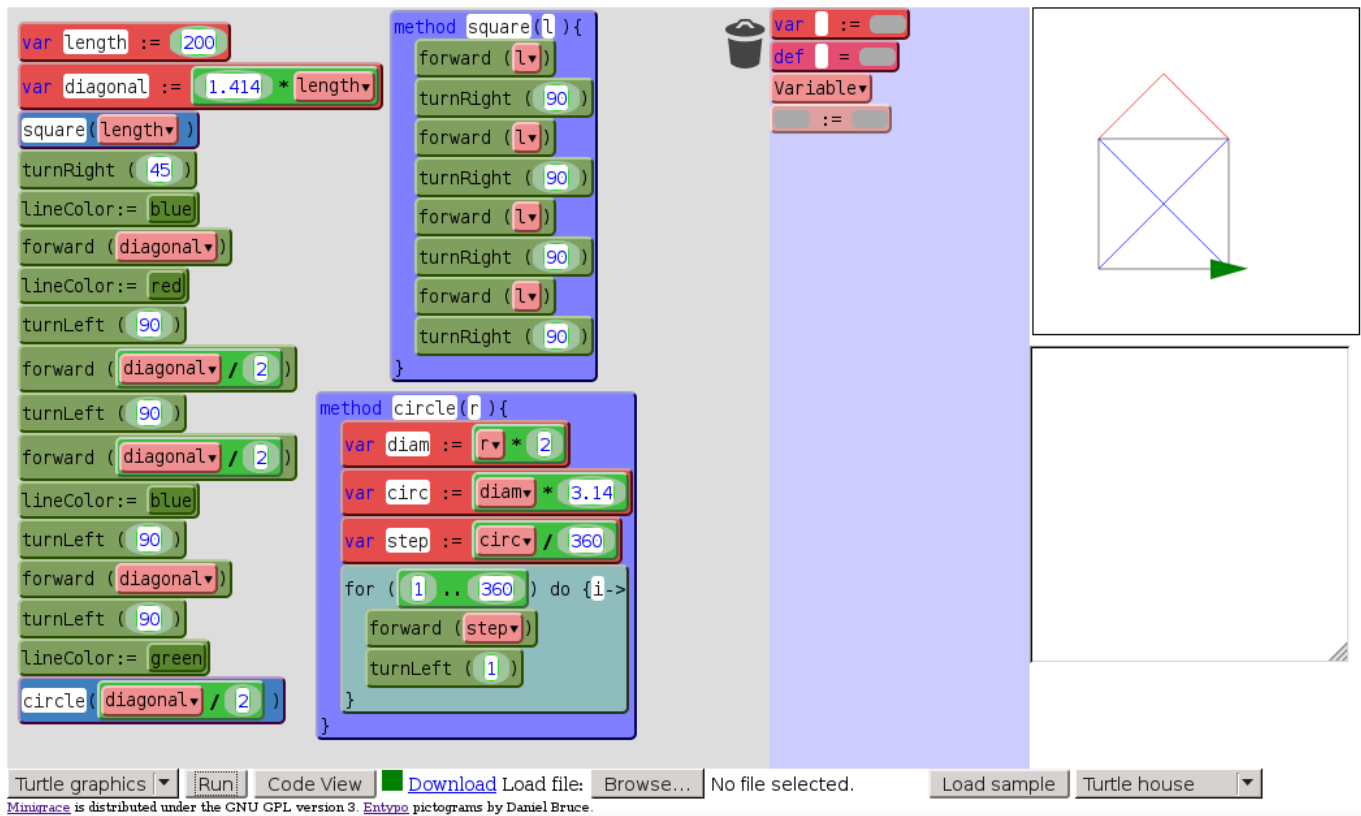 var length := 200
var diagonal := 1.414 * length▾
square( length▾ )
turnRight ( 45 )
lineColor:= blue
forward ( diagonal▾ )
lineColor:= red
turnLeft ( 90 )
forward ( diagonal▾ / 2 )
turnLeft ( 90 )
forward ( diagonal▾ / 2 )
lineColor:= blue
turnLeft ( 90 )
forward ( diagonal▾ )
turnLeft ( 90 )
lineColor:= green
circle( diagonal▾ / 2 )
method square( l ){
forward ( l▾ )
turnRight ( 90 )
forward ( l▾ )
turnRight ( 90 )
forward ( l▾ )
turnRight ( 90 )
forward ( l▾ )
turnRight ( 90 )
}
method circle( r ){
var diam := r▾ * 2
var circ := diam▾ * 3.14
var step := circ▾ / 360
for ( 1 .. 360 ) do { i->
forward ( step▾ )
turnLeft ( 1 )
}
}
var :=
def =
Variable▾
:=
Turtle graphics ▾ Run Code View Download Load file: Browse... No file selected. Load sample Turtle house ▾
Minigrace is distributed under the GNU GPL version 3. Entypo pictograms by Daniel Bruce.